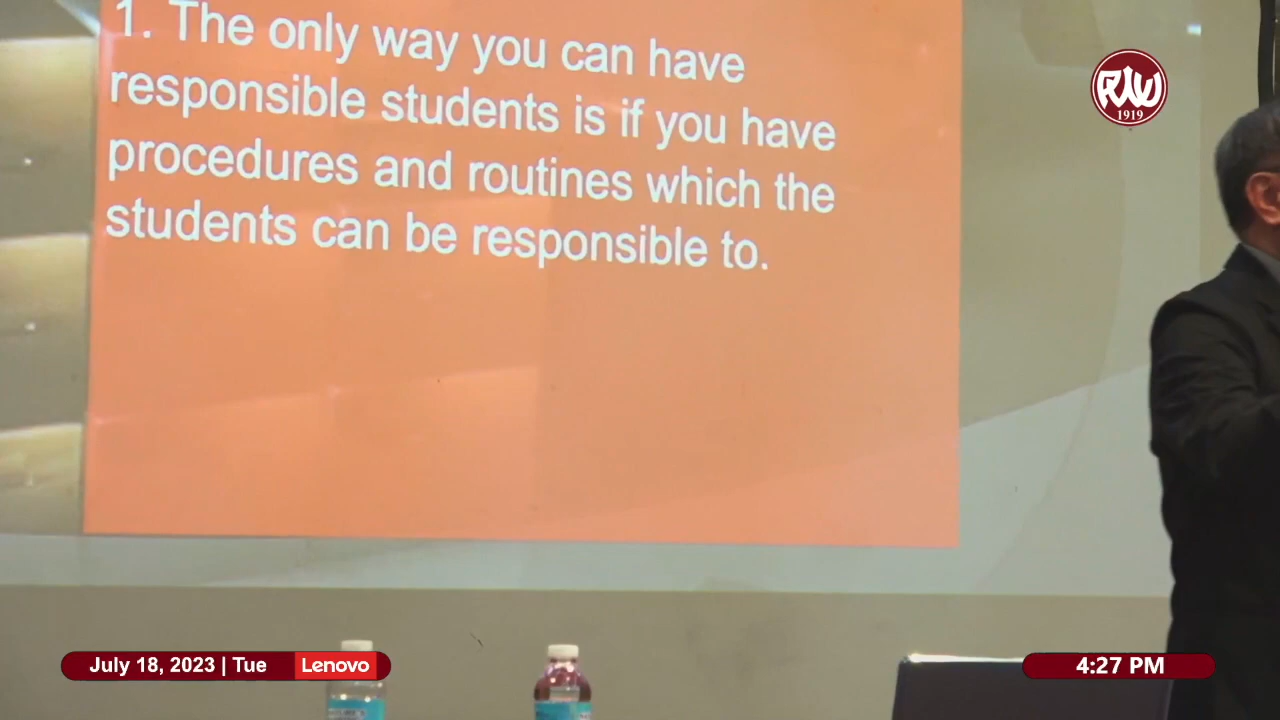 1. The only way you can have
responsible students is if you have
procedures and routines which the
students can be responsible to.
PWU
1919
July 18, 2023 | Tue
Lenovo
4:27 PM